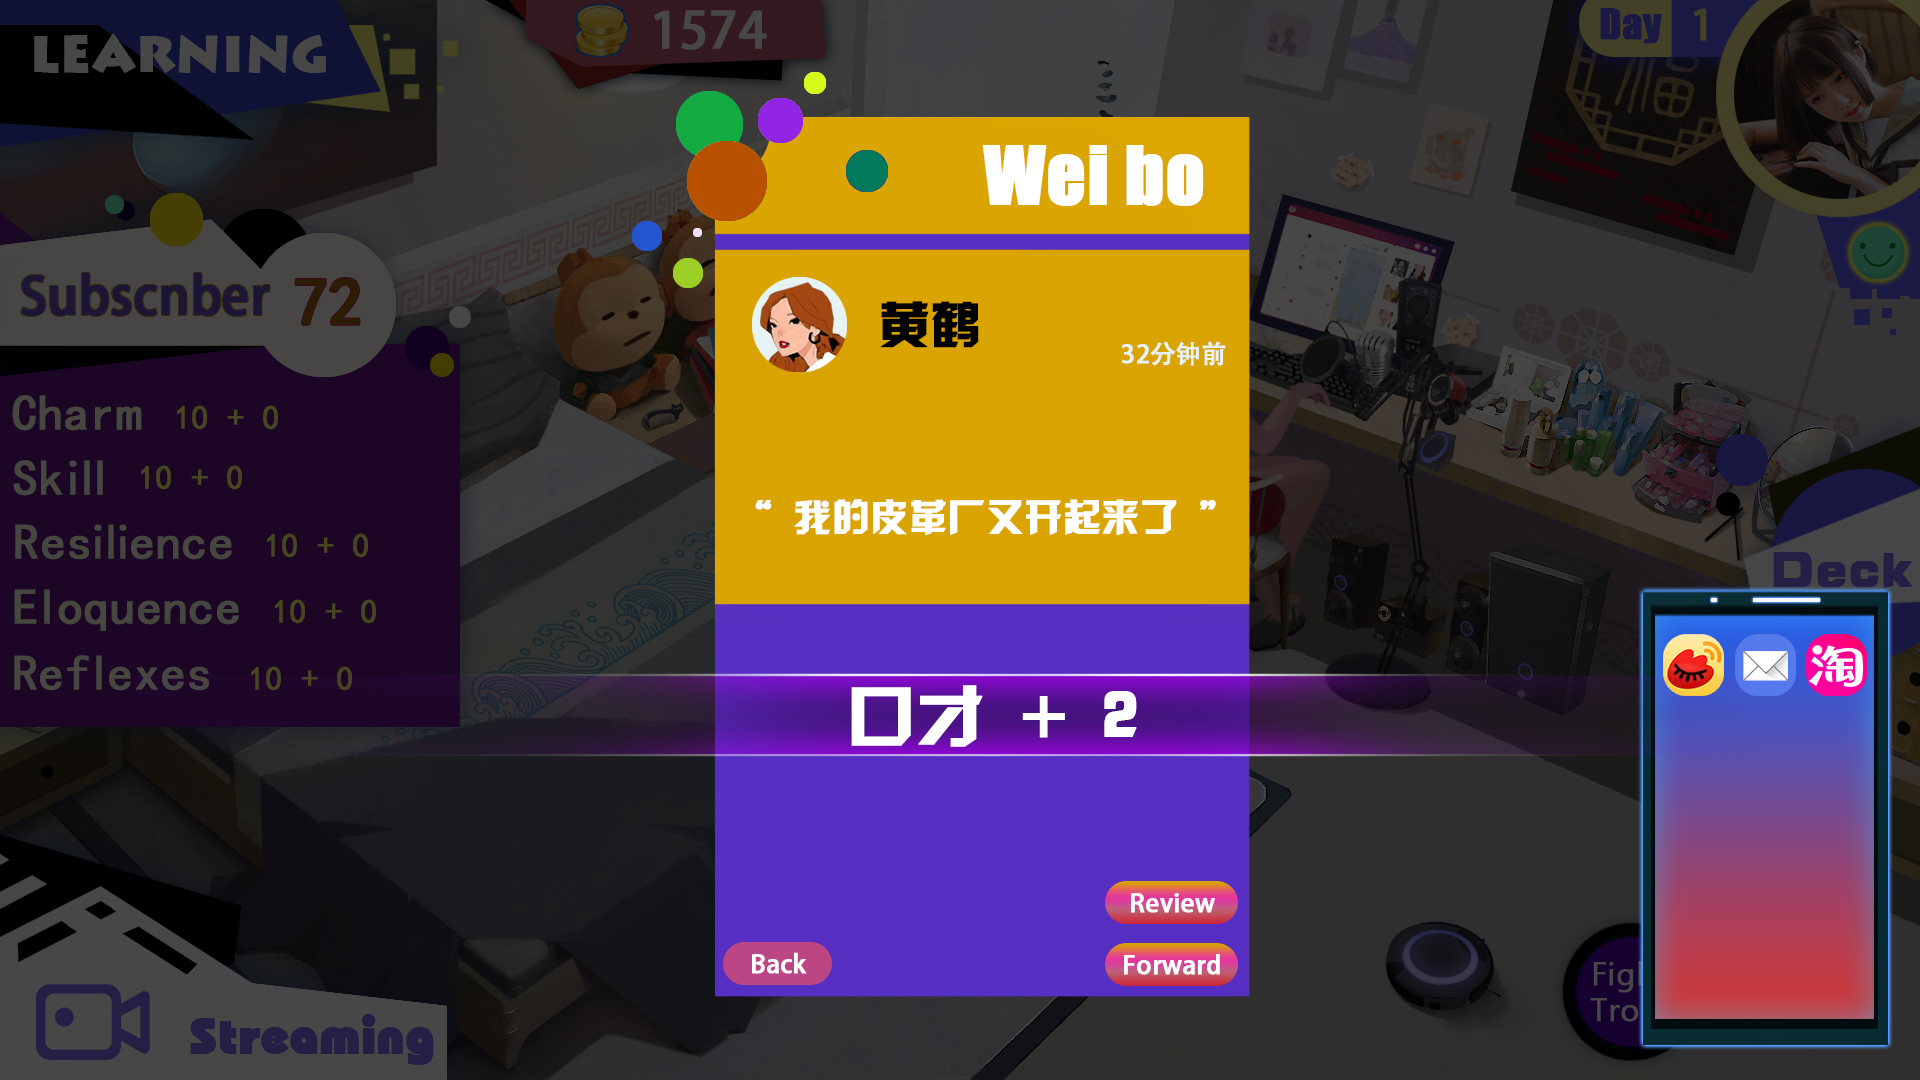 LEARNING
1574
Day 1
福
Wei bo
Subscnber 72
黄鹤
32分钟前
Charm 10 + 0
Skill 10 + 0
Resilience 10 + 0
Eloquence 10 + 0
Reflexes 10 + 0
“ 我的皮革厂又开起来了 ”
Deck
淘
口才 + 2
Review
Back
Forward
Streaming